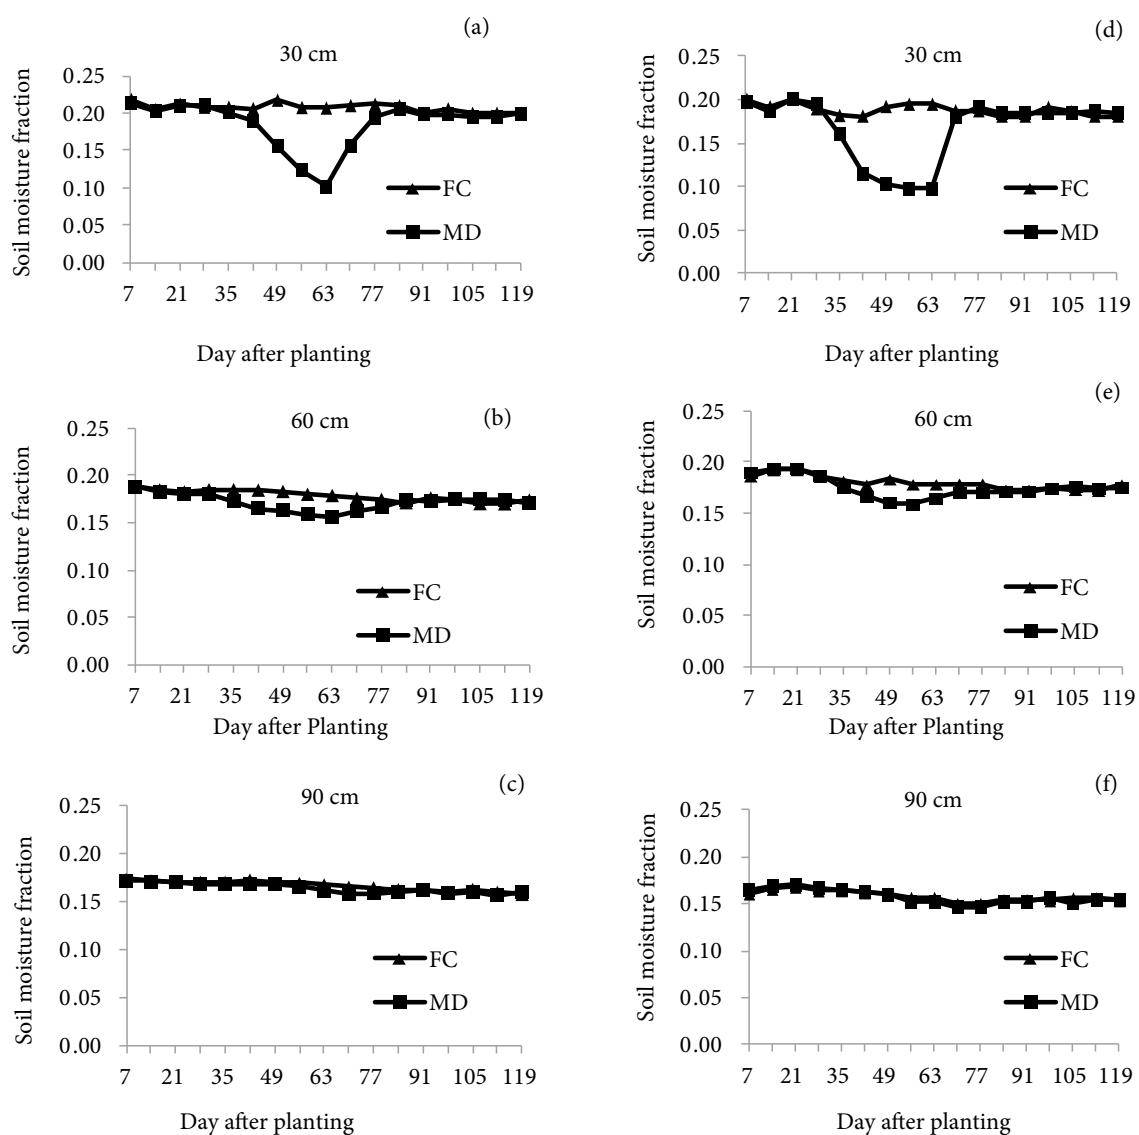 (a)
30 cm
Soil moisture fraction
0.25
0.20
0.15
0.10
0.05
0.00
FC
MD
7 21 35 49 63 77 91 105 119
Day after planting
(d)
30 cm
Soil moisture fraction
0.25
0.20
0.15
0.10
0.05
0.00
FC
MD
7 21 35 49 63 77 91 105 119
Day after planting
(b)
60 cm
Soil moisture fraction
0.25
0.20
0.15
0.10
0.05
0.00
FC
MD
7 21 35 49 63 77 91 105 119
Day after Planting
(e)
60 cm
Soil moisture fraction
0.25
0.20
0.15
0.10
0.05
0.00
FC
MD
7 21 35 49 63 77 91 105 119
Day after planting
(c)
90 cm
Soil moisture fraction
0.25
0.20
0.15
0.10
0.05
0.00
FC
MD
7 21 35 49 63 77 91 105 119
Day after planting
(f)
90 cm
Soil moisture fraction
0.25
0.20
0.15
0.10
0.05
0.00
FC
MD
7 21 35 49 63 77 91 105 119
Day after planting